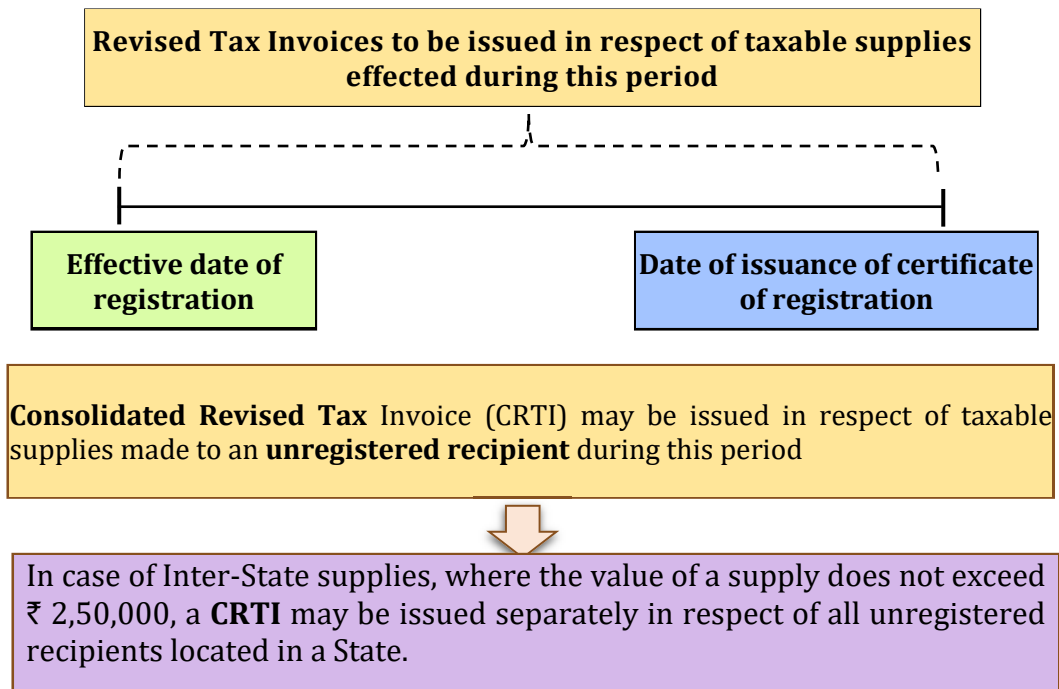 Revised Tax Invoices to be issued in respect of taxable supplies
effected during this period
Effective date of
registration
Date of issuance of certificate
of registration
Consolidated Revised Tax Invoice (CRTI) may be issued in respect of taxable
supplies made to an unregistered recipient during this period
In case of Inter-State supplies, where the value of a supply does not exceed
₹ 2,50,000, a CRTI may be issued separately in respect of all unregistered
recipients located in a State.